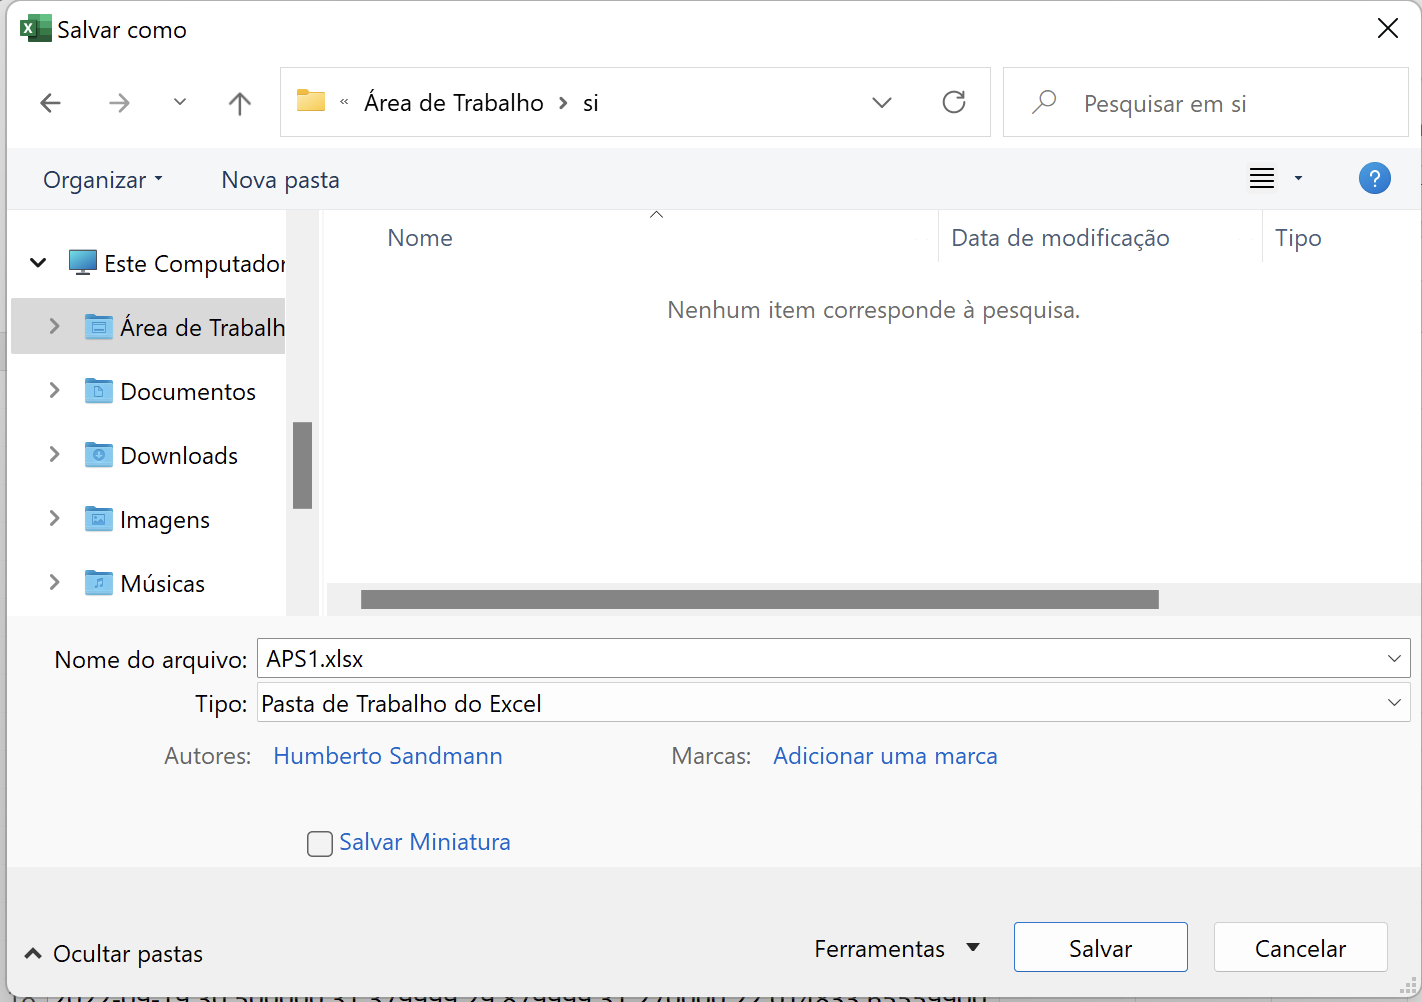 Salvar como
« Área de Trabalho > si
Pesquisar em si
Organizar
Nova pasta
?
Nome
Data de modificação
Tipo
Nenhum item corresponde à pesquisa.
Este Computador
Área de Trabalh
Documentos
Downloads
Imagens
Músicas
Nome do arquivo: APS1.xlsx
Tipo: Pasta de Trabalho do Excel
Autores: Humberto Sandmann
Marcas: Adicionar uma marca
Salvar Miniatura
Ocultar pastas
Ferramentas
Salvar
Cancelar